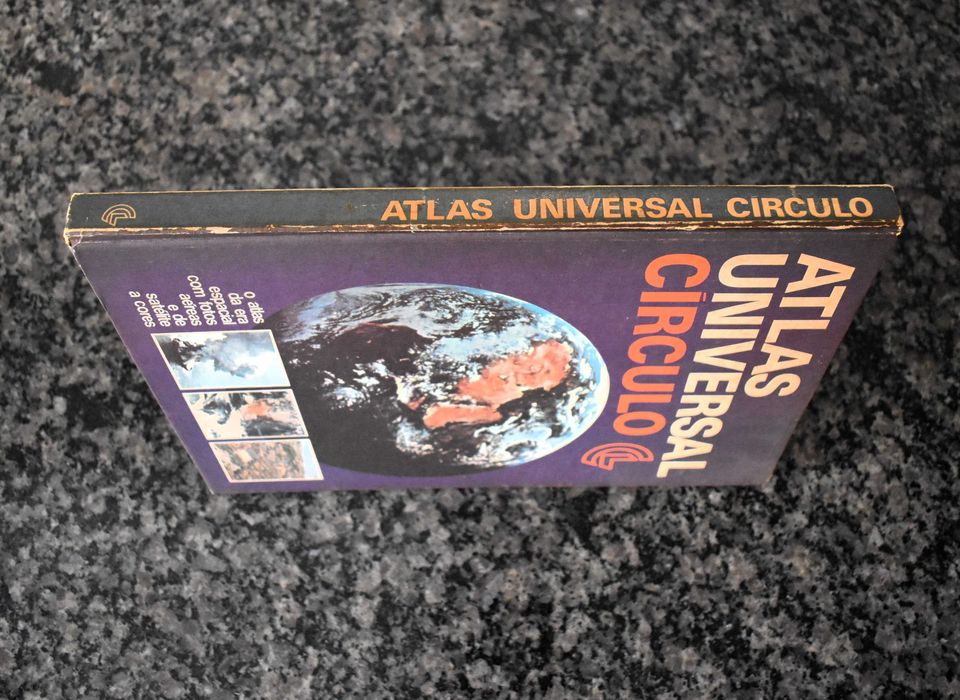 ATLAS UNIVERSAL CIRCULO
ATLAS
UNIVERSAL
CÍRCULO
o atlas
da era
espacial
com fotos
aéreas
e de
satélite
a cores